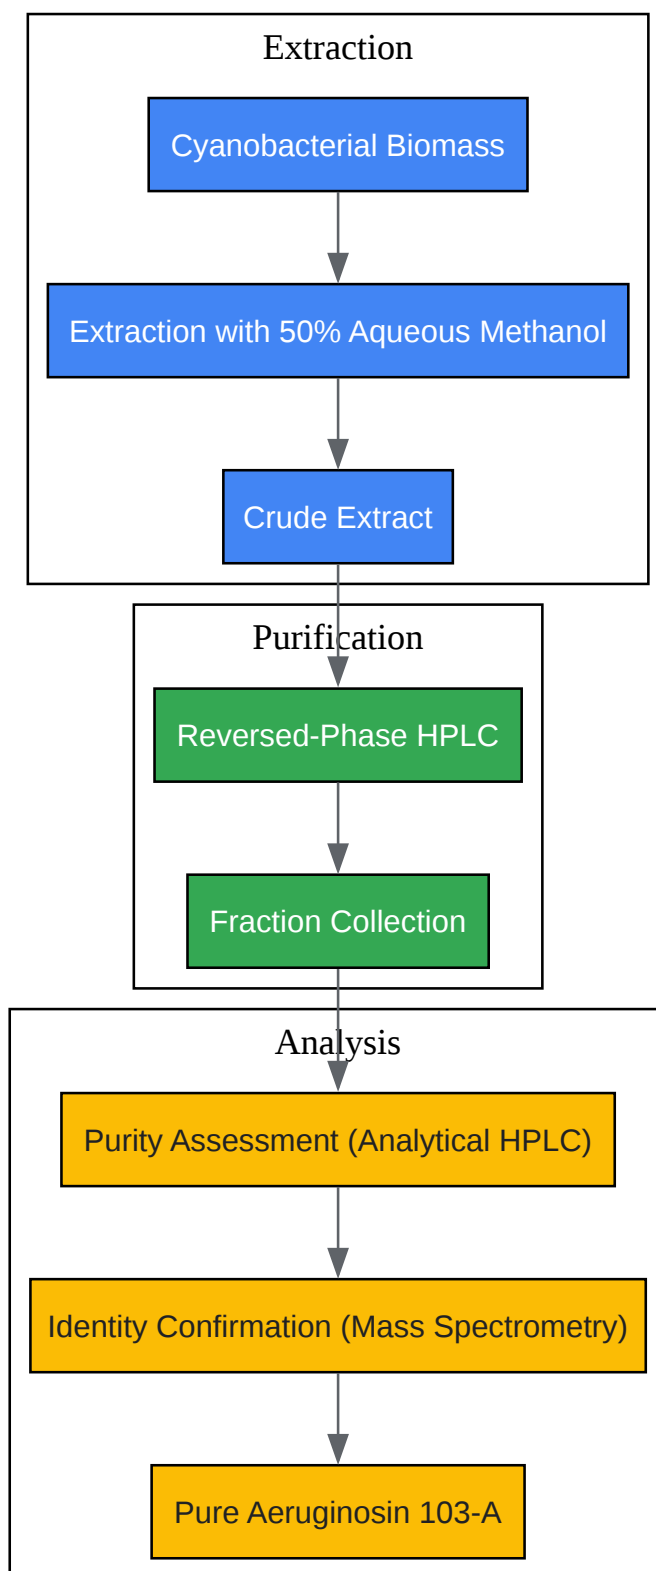 Extraction
Cyanobacterial Biomass
Extraction with 50% Aqueous Methanol
Crude Extract
Purification
Reversed-Phase HPLC
Fraction Collection
Analysis
Purity Assessment (Analytical HPLC)
Identity Confirmation (Mass Spectrometry)
Pure Aeruginosin 103-A